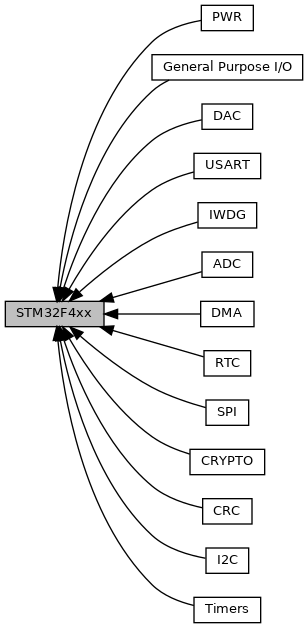 PWR
General Purpose I/O
DAC
USART
IWDG
ADC
STM32F4xx
DMA
RTC
SPI
CRYPTO
CRC
I2C
Timers